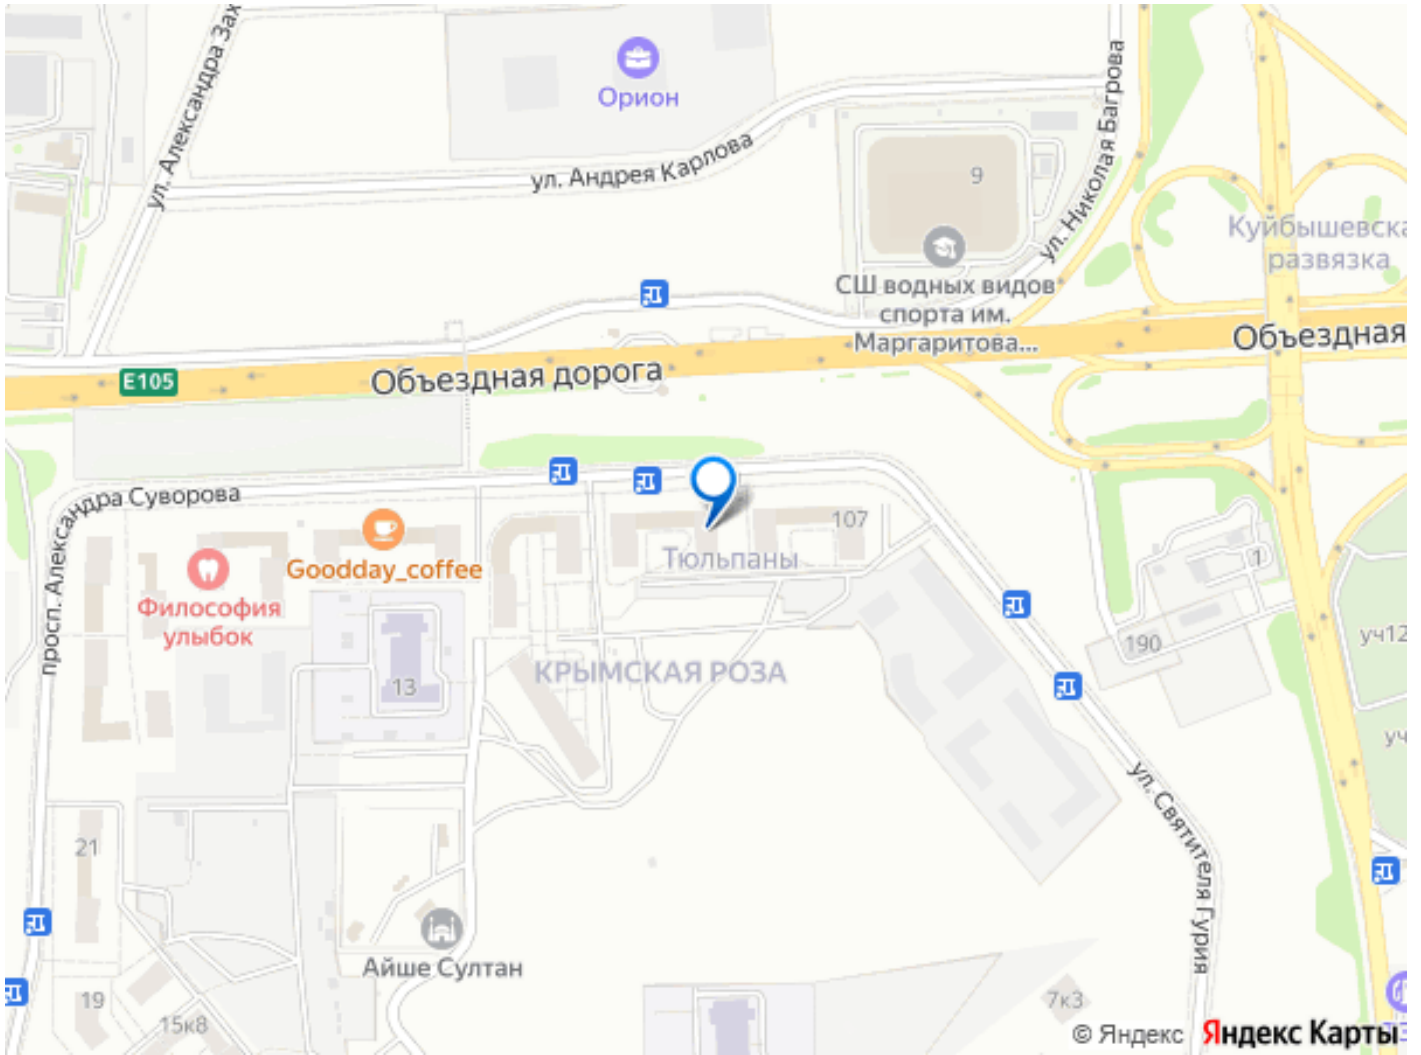 ул. Александра Зах
Орион
ул. Андрея Карлова
ул. Николая Багрова
9
Куйбышевска
развязка
СШ водных видов
спорта им.
Маргаритова...
Объездная
E105
Объездная дорога
просп. Александра Суворова
107
Тюльпаны
Goodday_coffee
Философия
улыбок
1
190
уч12
КРЫМСКАЯ РОЗА
13
уч
ул. Святителя Гурия
21
Айше Султан
19
15к8
7к3
© Яндекс
Яндекс Карты